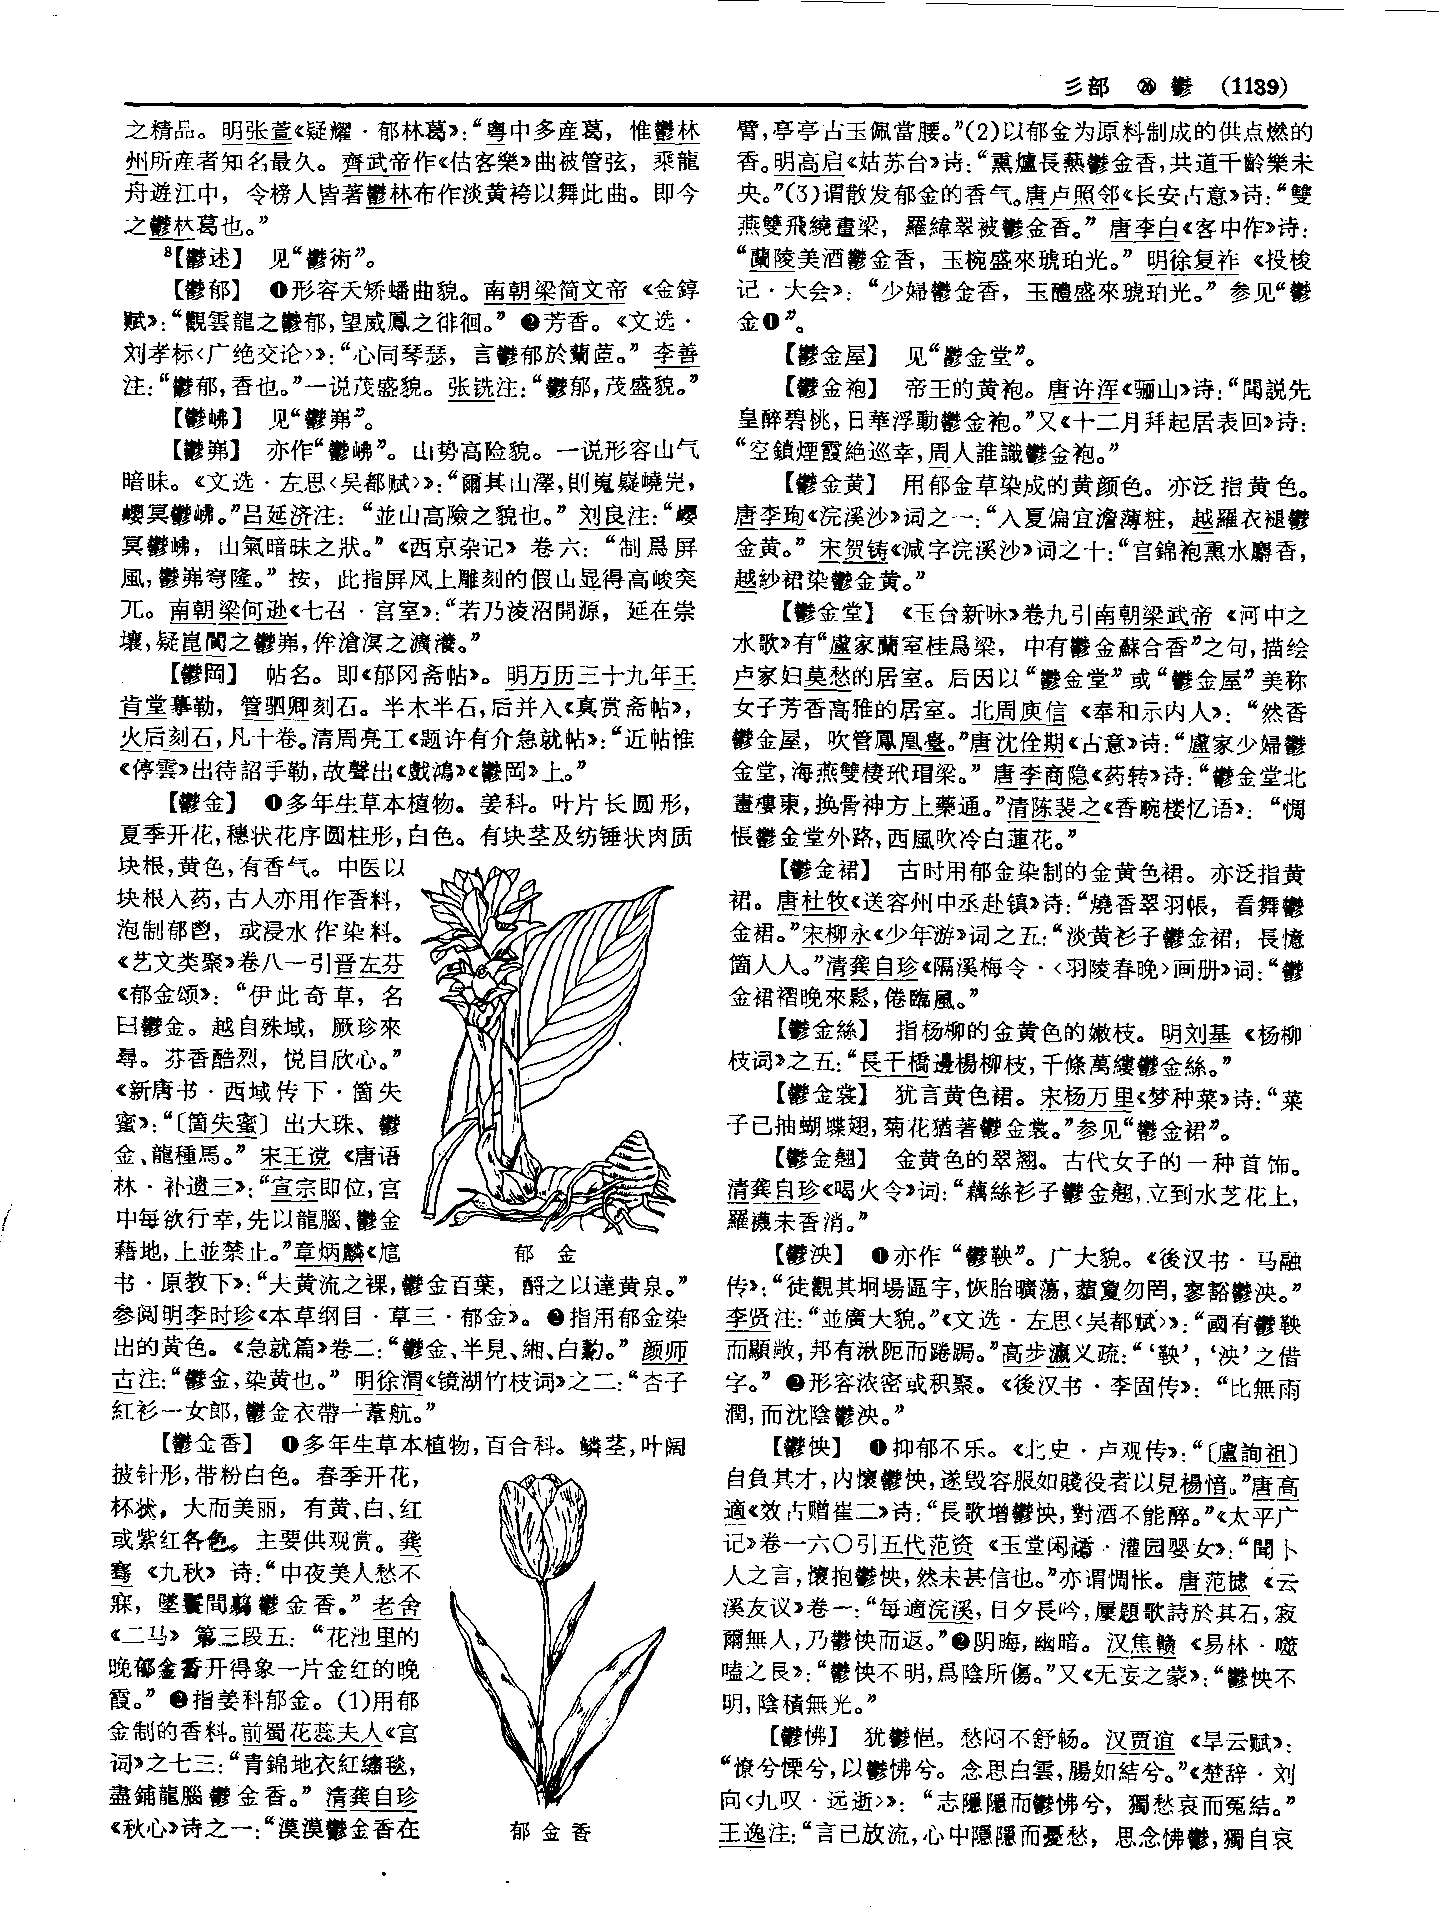 彡部 ㉖ 鬱 (1139)
之精品。明张萱《疑耀·郁林葛》：“粤中多産葛，惟鬱林
州所産者知名最久。齊武帝作《估客樂》曲被管弦，乘龍
舟遊江中，令榜人皆著鬱林布作淡黄袴以舞此曲。即今
之鬱林葛也。”
⁸【鬱述】 见“鬱術”。
【鬱郁】 ❶形容夭矫蟠曲貌。南朝梁简文帝《金錞
赋》：“觀雲龍之鬱郁，望威鳳之徘徊。”❷芳香。《文选·
刘孝标〈广绝交论〉》：“心同琴瑟，言鬱郁於蘭茝。”李善
注：“鬱郁，香也。”一说茂盛貌。张铣注：“鬱郁，茂盛貌。”
【鬱岪】 见“鬱崫”。
亦作“鬱岪”。山势高险貌。一说形容山气
暗昧。《文选·左思〈吴都赋〉》：“爾其山澤，則嵬嶷嶢屼，
㠛冥鬱岪。”吕延济注：“並山高險之貌也。”刘良注：“㠛
冥鬱岪，山氣暗昧之狀。”《西京杂记》卷六：“制爲屏
風，鬱岪穹隆。”按，此指屏风上雕刻的假山显得高峻突
兀。南朝梁何逊《七召·宫室》：“若乃凌沼開源，延在崇
壤，疑崑閬之鬱岪，侔滄溟之瀇瀁。”
【鬱岡】 帖名。即《郁冈斋帖》。明万历三十九年王
肯堂摹勒，管驷卿刻石。半木半石，后并入《真赏斋帖》，
火后刻石，凡十卷。清周亮工《题许有介急就帖》：“近帖惟
《停雲》出待詔手勒，故聲出《戲鴻》《鬱岡》上。”
【鬱金】 ❶多年生草本植物。姜科。叶片长圆形，
夏季开花，穗状花序圆柱形，白色。有块茎及纺锤状肉质
块根，黄色，有香气。中医以
块根入药，古人亦用作香料，
泡制郁鬯，或浸水作染料。
《艺文类聚》卷八一引晋左芬
《郁金颂》：“伊此奇草，名
曰鬱金。越自殊域，厥珍來
尋。芬香酷烈，悦目欣心。”
《新唐书·西域传下·箇失
蜜》：“〔箇失蜜〕出大珠、鬱
金、龍種馬。”宋王谠《唐语
林·补遗三》：“宣宗即位，宫
中每欲行幸，先以龍腦、鬱金
藉地，上並禁止。”章炳麟《訄
书·原教下》：“夫黄流之裸，鬱金百葉，酹之以達黄泉。”
参阅明李时珍《本草纲目·草三·郁金》。❷指用郁金染
出的黄色。《急就篇》卷二：“鬱金、半見、緗、白䋤。”颜师
古注：“鬱金，染黄也。”明徐渭《镜湖竹枝词》之二：“杏子
紅衫一女郎，鬱金衣帶一葦航。”
郁 金
【鬱金香】 ❶多年生草本植物，百合科。鳞茎，叶阔
披针形，带粉白色。春季开花，
杯状，大而美丽，有黄、白、红
或紫红各色。主要供观赏。龚
骞《九秋》诗：“中夜美人愁不
寐，墜鬟間鬋鬱金香。”老舍
《二马》第三段五：“花池里的
晚郁金香开得象一片金红的晚
霞。”❷指姜科郁金。(1)用郁
金制的香料。前蜀花蕊夫人《宫
词》之七三：“青錦地衣紅繡毯，
盡鋪龍腦鬱金香。”清龚自珍
《秋心》诗之一：“漠漠鬱金香在
郁 金 香
臂，亭亭古玉佩當腰。”(2)以郁金为原料制成的供点燃的
香。明高启《姑苏台》诗：“熏爐長爇鬱金香，共道千齡樂未
央。”(3)谓散发郁金的香气。唐卢照邻《长安古意》诗：“雙
燕雙飛繞畫梁，羅緯翠被鬱金香。”唐李白《客中作》诗：
“蘭陵美酒鬱金香，玉椀盛來琥珀光。”明徐复祚《投梭
记·大会》：“少婦鬱金香，玉醴盛來琥珀光。”参见“鬱
金❶”。
【鬱金屋】 见“鬱金堂”。
【鬱金袍】 帝王的黄袍。唐许浑《骊山》诗：“聞説先
皇醉碧桃，日華浮動鬱金袍。”又《十二月拜起居表回》诗：
“空鎖煙霞絶巡幸，周人誰識鬱金袍。”
【鬱金黄】 用郁金草染成的黄颜色。亦泛指黄色。
唐李珣《浣溪沙》词之一：“入夏偏宜澹薄粧，越羅衣褪鬱
金黄。”宋贺铸《减字浣溪沙》词之十：“宫錦袍熏水麝香，
越紗裙染鬱金黄。”
【鬱金堂】 《玉台新咏》卷九引南朝梁武帝《河中之
水歌》有“盧家蘭室桂爲梁，中有鬱金蘇合香”之句，描绘
卢家妇莫愁的居室。后因以“鬱金堂”或“鬱金屋”美称
女子芳香高雅的居室。北周庾信《奉和示内人》：“然香
鬱金屋，吹管鳳凰臺。”唐沈佺期《古意》诗：“盧家少婦鬱
金堂，海燕雙棲玳瑁梁。”唐李商隐《药转》诗：“鬱金堂北
畫樓東，换骨神方上藥通。”清陈裴之《香畹楼忆语》：“惆
悵鬱金堂外路，西風吹冷白蓮花。”
【鬱金裙】 古时用郁金染制的金黄色裙。亦泛指黄
裙。唐杜牧《送容州中丞赴镇》诗：“燒香翠羽帳，看舞鬱
金裙。”宋柳永《少年游》词之五：“淡黄衫子鬱金裙，長憶
箇人人。”清龚自珍《隔溪梅令·〈羽陵春晚〉画册》词：“鬱
金裙褶晚來鬆，倦臨風。”
【鬱金絲】 指杨柳的金黄色的嫩枝。明刘基《杨柳
枝词》之五：“長干橋邊楊柳枝，千條萬縷鬱金絲。”
【鬱金裳】 犹言黄色裙。宋杨万里《梦种菜》诗：“菜
子已抽蝴蝶翅，菊花猶著鬱金裳。”参见“鬱金裙”。
【鬱金翹】 金黄色的翠翘。古代女子的一种首饰。
清龚自珍《喝火令》词：“藕絲衫子鬱金翹，立到水芝花上，
羅襪未香消。”
【鬱泱】 ❶亦作“鬱鞅”。广大貌。《後汉书·马融
传》：“徒觀其坰場區宇，恢胎曠蕩，藐敻勿罔，寥豁鬱泱。”
李贤注：“並廣大貌。”《文选·左思〈吴都赋〉》：“國有鬱鞅
而顯敞，邦有湫阨而踡跼。”高步瀛义疏：“‘鞅’，‘泱’之借
字。”❷形容浓密或积聚。《後汉书·李固传》：“比無雨
潤，而沈陰鬱泱。”
【鬱怏】 ❶抑郁不乐。《北史·卢观传》：“〔盧詢祖〕
自負其才，内懷鬱怏，遂毁容服如賤役者以見楊愔。”唐高
適《效古赠崔二》诗：“長歌增鬱怏，對酒不能醉。”《太平广
记》卷一六〇引五代范资《玉堂闲话·灌园婴女》：“聞卜
人之言，懷抱鬱怏，然未甚信也。”亦谓惆怅。唐范摅《云
溪友议》卷一：“每適浣溪，日夕長吟，屢題歌詩於其石，寂
爾無人，乃鬱怏而返。”❷阴晦，幽暗。汉焦赣《易林·噬
嗑之艮》：“鬱怏不明，爲陰所傷。”又《无妄之蒙》：“鬱怏不
明，陰積無光。”
【鬱怫】 犹鬱悒。愁闷不舒畅。汉贾谊《旱云赋》：
“憭兮慄兮，以鬱怫兮。念思白雲，腸如結兮。”《楚辞·刘
向〈九叹·远逝〉》：“志隱隱而鬱怫兮，獨愁哀而冤結。”
王逸注：“言己放流，心中隱隱而憂愁，思念怫鬱，獨自哀